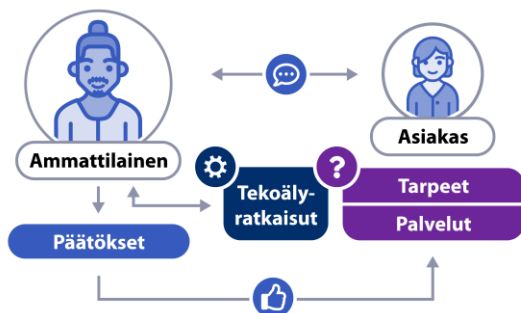 Ammattilainen
Asiakas
Tekoäly-
ratkaisut
?
Tarpeet
Palvelut
Päätökset